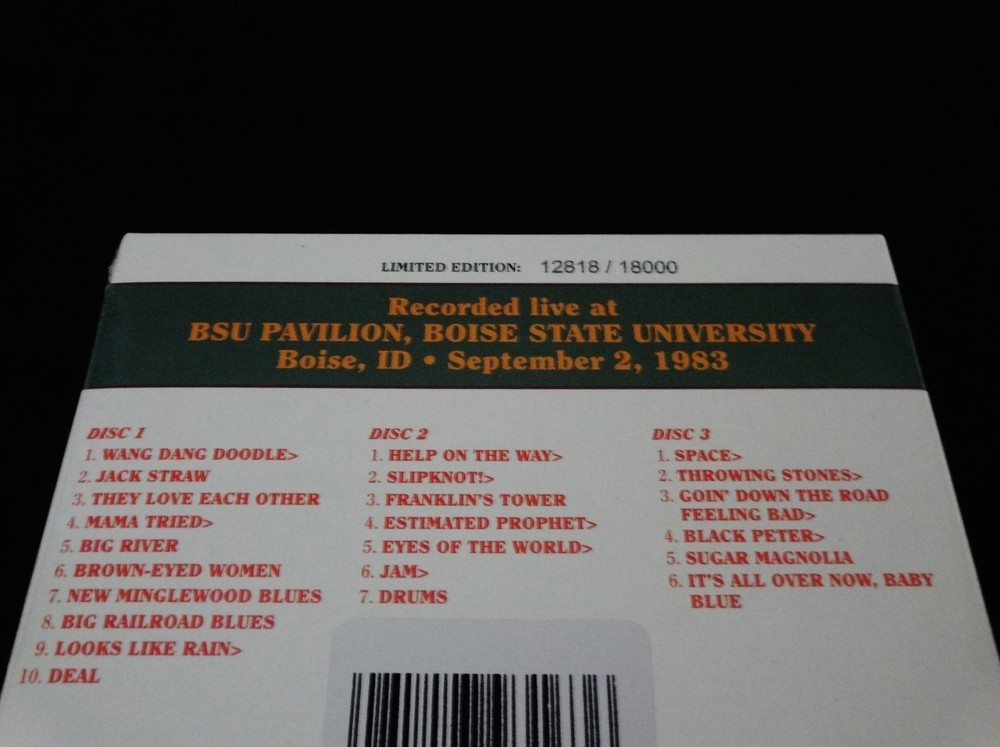 LIMITED EDITION: 12818 / 18000
Recorded live at
BSU PAVILION, BOISE STATE UNIVERSITY
Boise, ID • September 2, 1983
DISC 1
1. WANG DANG DOODLE>
2. JACK STRAW
3. THEY LOVE EACH OTHER
4. MAMA TRIED>
5. BIG RIVER
6. BROWN-EYED WOMEN
7. NEW MINGLEWOOD BLUES
8. BIG RAILROAD BLUES
9. LOOKS LIKE RAIN>
10. DEAL
DISC 2
1. HELP ON THE WAY>
2. SLIPKNOT!>
3. FRANKLIN'S TOWER
4. ESTIMATED PROPHET>
5. EYES OF THE WORLD>
6. JAM>
7. DRUMS
DISC 3
1. SPACE>
2. THROWING STONES>
3. GOIN' DOWN THE ROAD
FEELING BAD>
4. BLACK PETER>
5. SUGAR MAGNOLIA
6. IT'S ALL OVER NOW, BABY
BLUE